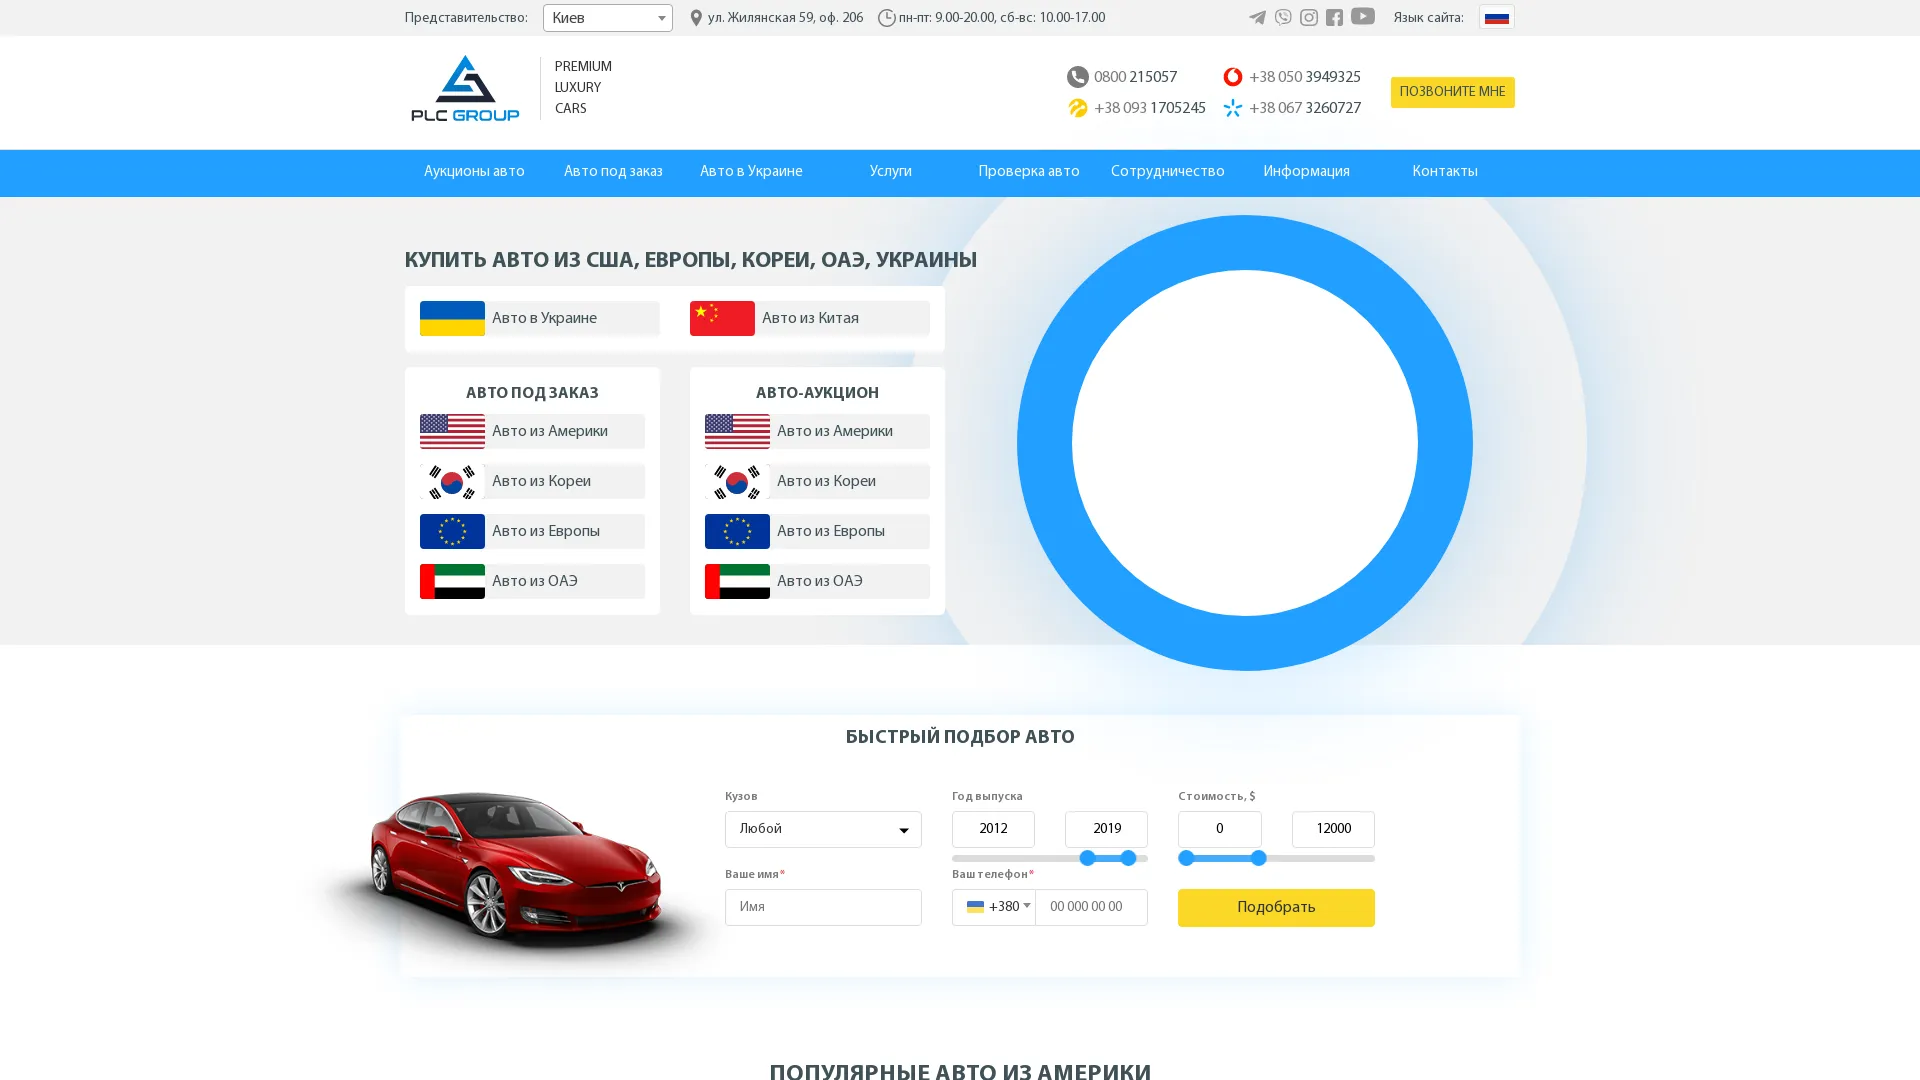 Представительство:
Киев
ул. Жилянская 59, оф. 206
пн-пт: 9.00-20.00, сб-вс: 10.00-17.00
Язык сайта:
PLC GROUP
PREMIUM
LUXURY
CARS
0800 215057
+38 050 3949325
+38 093 1705245
+38 067 3260727
ПОЗВОНИТЕ МНЕ
Аукционы авто
Авто под заказ
Авто в Украине
Услуги
Проверка авто
Сотрудничество
Информация
Контакты
КУПИТЬ АВТО ИЗ США, ЕВРОПЫ, КОРЕИ, ОАЭ, УКРАИНЫ
Авто в Украине
Авто из Китая
АВТО ПОД ЗАКАЗ
Авто из Америки
Авто из Кореи
Авто из Европы
Авто из ОАЭ
АВТО-АУКЦИОН
Авто из Америки
Авто из Кореи
Авто из Европы
Авто из ОАЭ
БЫСТРЫЙ ПОДБОР АВТО
Кузов
Любой
Год выпуска
2012
2019
Стоимость, $
0
12000
Ваше имя*
Имя
Ваш телефон*
+380
00 000 00 00
Подобрать
ПОПУЛЯРНЫЕ АВТО ИЗ АМЕРИКИ